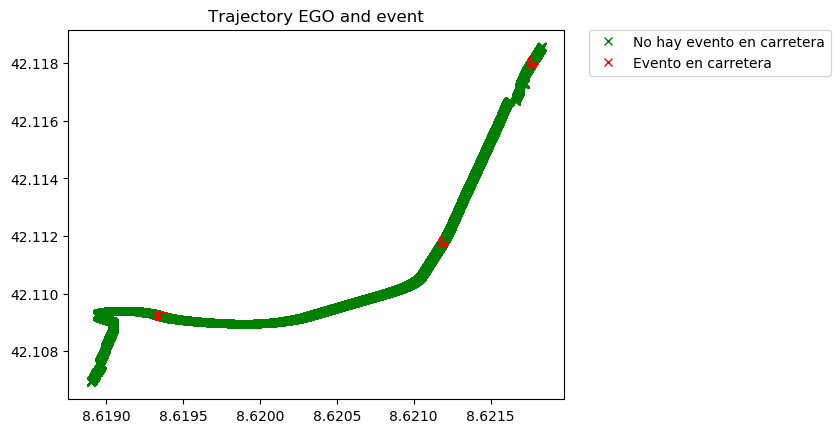 Trajectory EGO and event
No hay evento en carretera
Evento en carretera
42.118
42.116
42.114
42.112
42.110
42.108
8.6190 8.6195 8.6200 8.6205 8.6210 8.6215